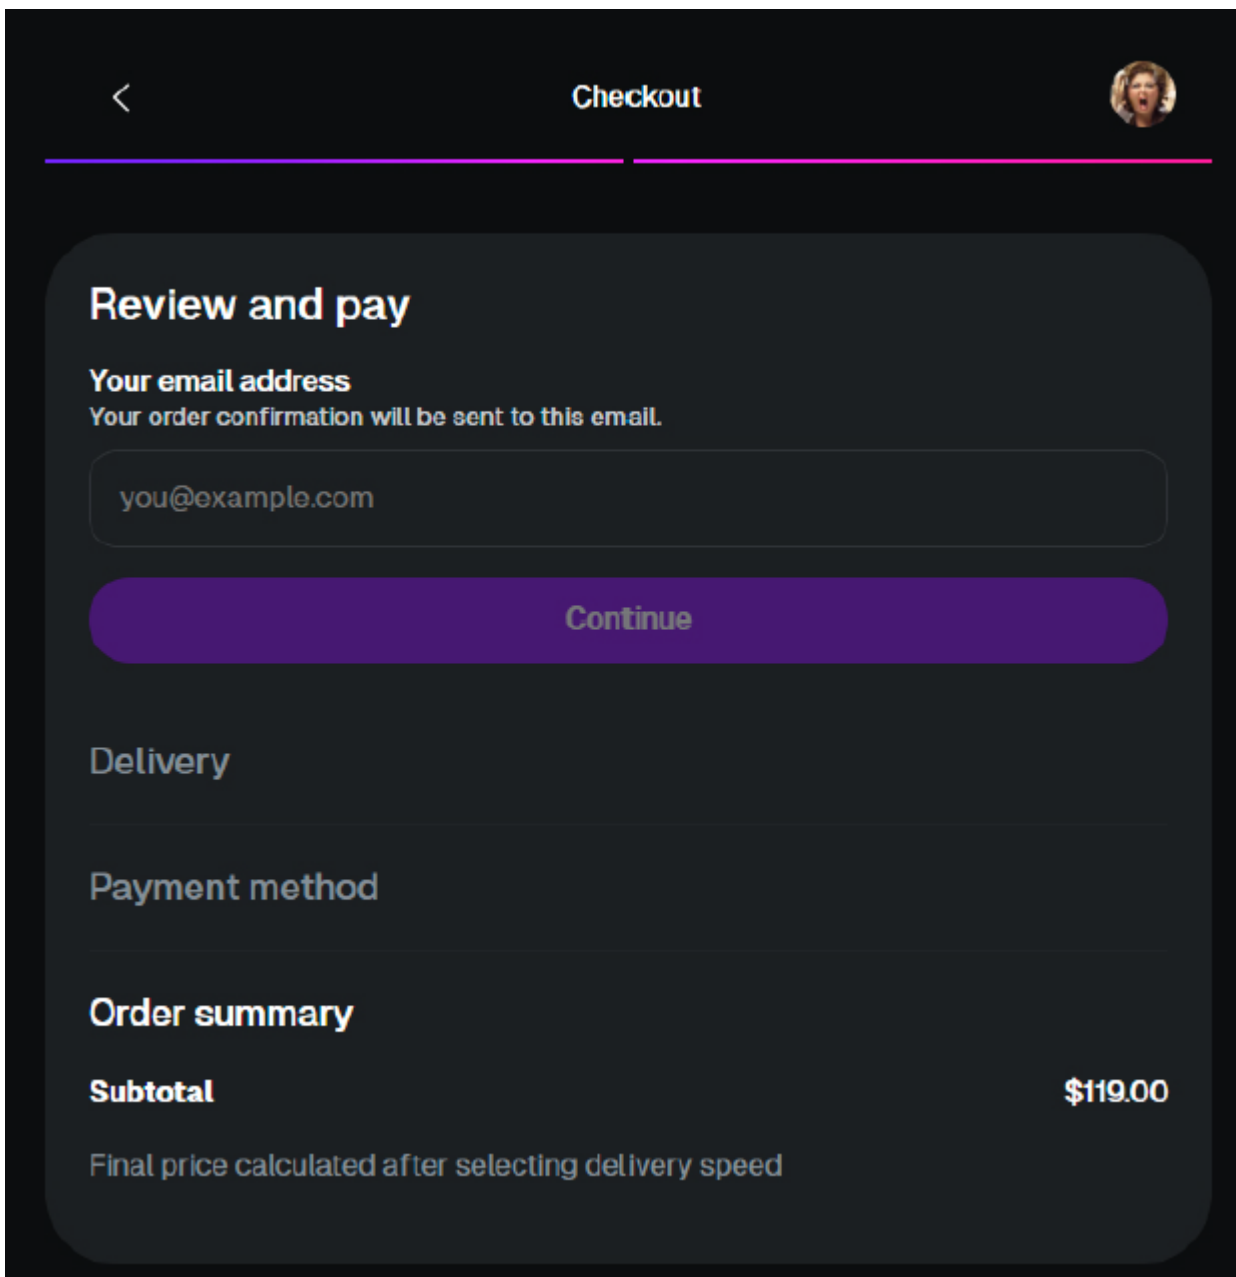 Checkout
Review and pay
Your email address
Your order confirmation will be sent to this email.
you@example.com
Continue
Delivery
Payment method
Order summary
Subtotal $119.00
Final price calculated after selecting delivery speed